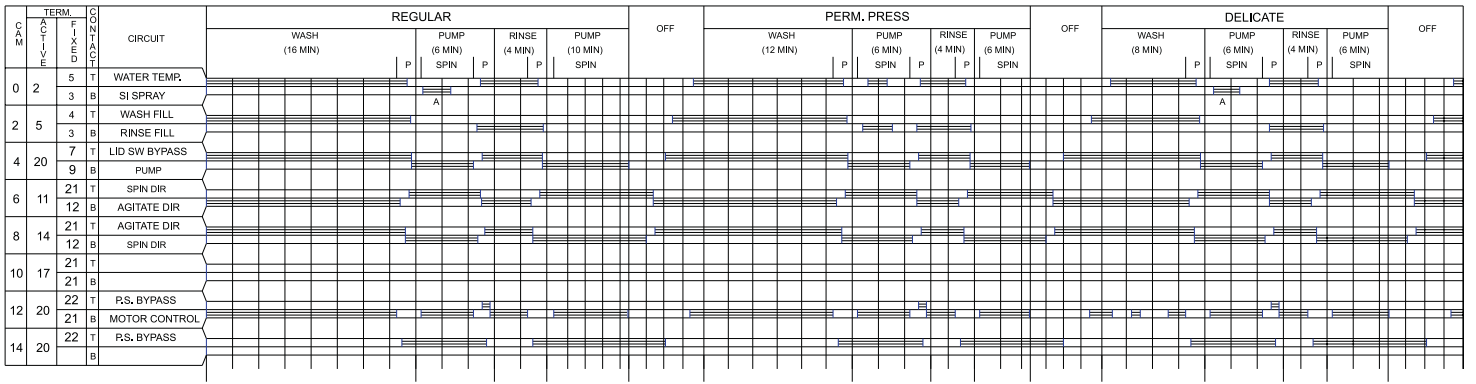 CAM TERM. ACTIVE FIXED CONTACT CIRCUIT REGULAR OFF PERM. PRESS OFF DELICATE OFF
WASH PUMP RINSE PUMP WASH PUMP RINSE PUMP WASH PUMP RINSE PUMP
(16 MIN) (6 MIN) (4 MIN) (10 MIN) (12 MIN) (6 MIN) (4 MIN) (6 MIN) (8 MIN) (6 MIN) (4 MIN) (6 MIN)
P SPIN P P SPIN P SPIN P P SPIN P SPIN P P SPIN
0 2 5 T WATER TEMP.
3 B SI SPRAY
A A
2 5 4 T WASH FILL
3 B RINSE FILL
4 20 7 T LID SW BYPASS
9 B PUMP
6 11 21 T SPIN DIR
12 B AGITATE DIR
8 14 21 T AGITATE DIR
12 B SPIN DIR
10 17 21 T
21 B
12 20 22 T P.S. BYPASS
21 B MOTOR CONTROL
14 20 22 T P.S. BYPASS
B